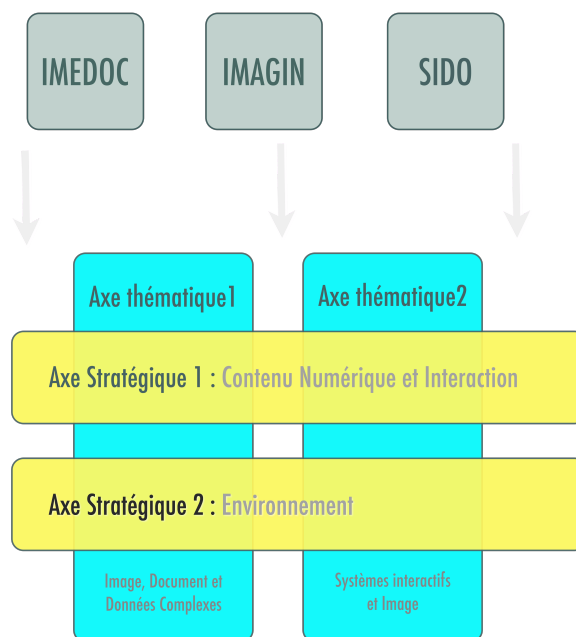 IMEDOC
IMAGIN
SIDO
Axe thématique1
Axe thématique2
Axe Stratégique 1 : Contenu Numérique et Interaction
Axe Stratégique 2 : Environnement
Image, Document et
Données Complexes
Systèmes interactifs
et Image